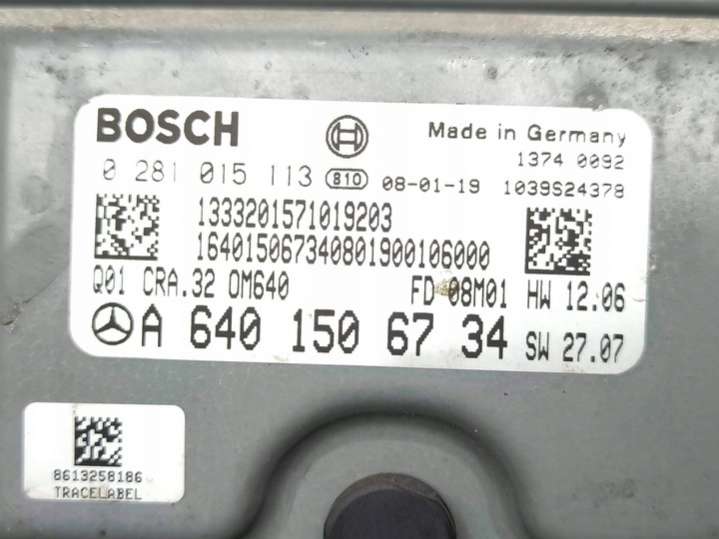 BOSCH Made in Germany
1374 0092
0 281 015 113 810 08-01-19 1039S24378
1333201571019203
164015067340801900106000
Q01 CRA.32 OM640 FD 08M01 HW 12.06
A 640 150 67 34 SW 27.07
8613258186
TRACELABEL